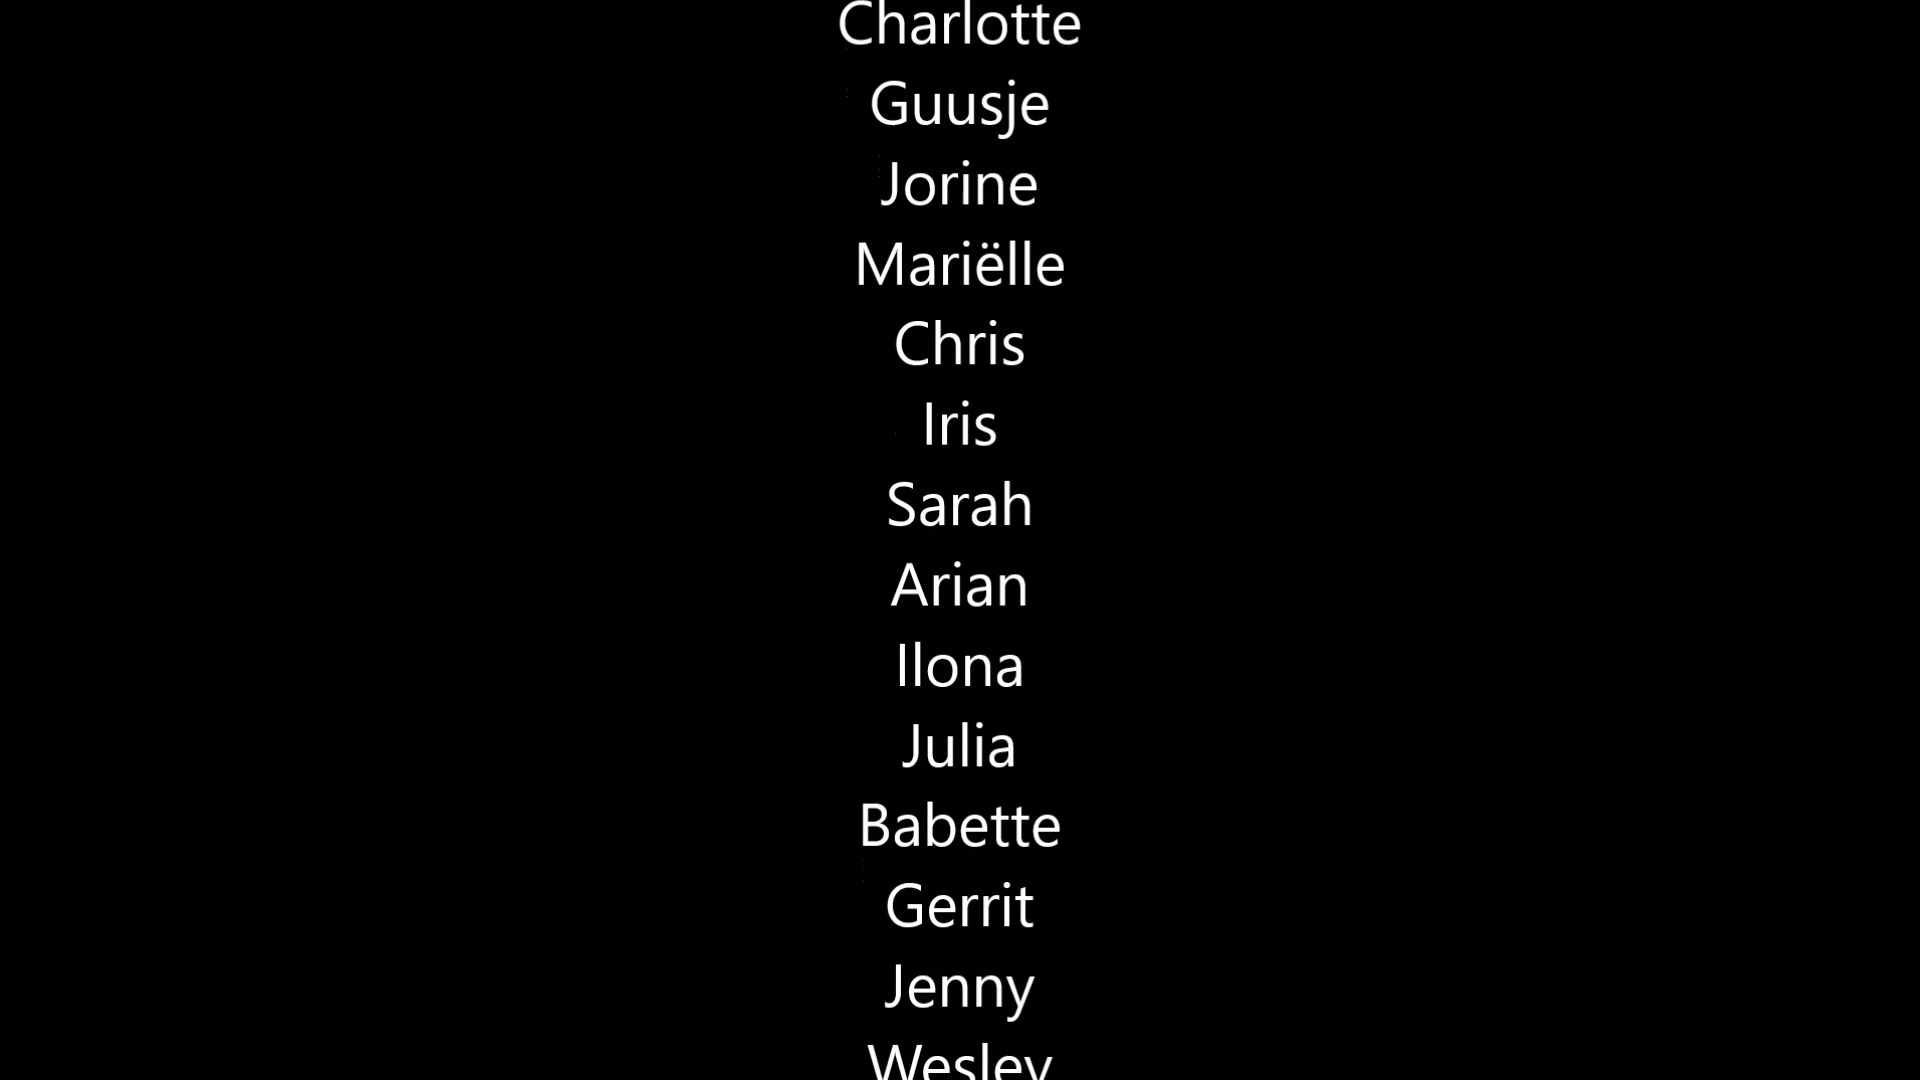 Charlotte
Guusje
Jorine
Mariëlle
Chris
Iris
Sarah
Arian
Ilona
Julia
Babette
Gerrit
Jenny
Wesley